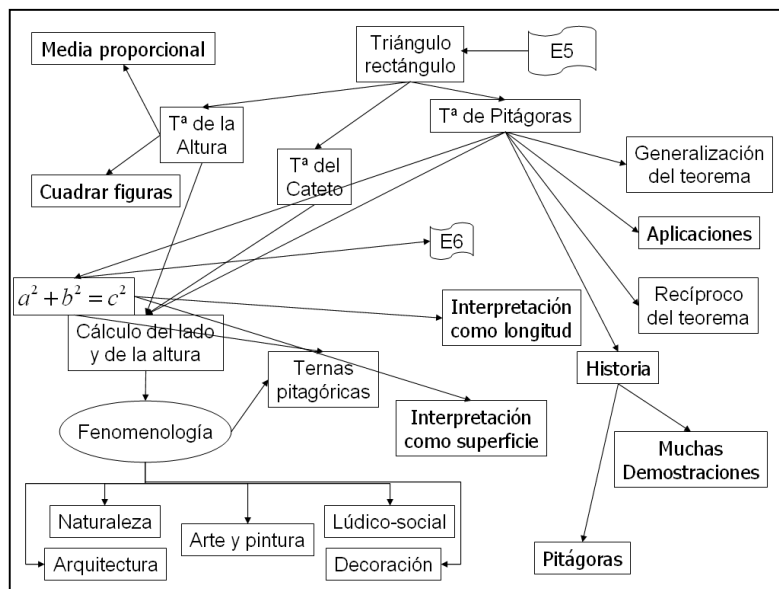 Media proporcional
Triángulo
rectángulo
E5
Tª de la
Altura
Tª del
Cateto
Tª de Pitágoras
Generalización
del teorema
Cuadrar figuras
Aplicaciones
E6
a² + b² = c²
Interpretación
como longitud
Recíproco
del teorema
Cálculo del lado
y de la altura
Ternas
pitagóricas
Historia
Fenomenología
Interpretación
como superficie
Muchas
Demostraciones
Naturaleza
Arte y pintura
Lúdico-social
Arquitectura
Decoración
Pitágoras